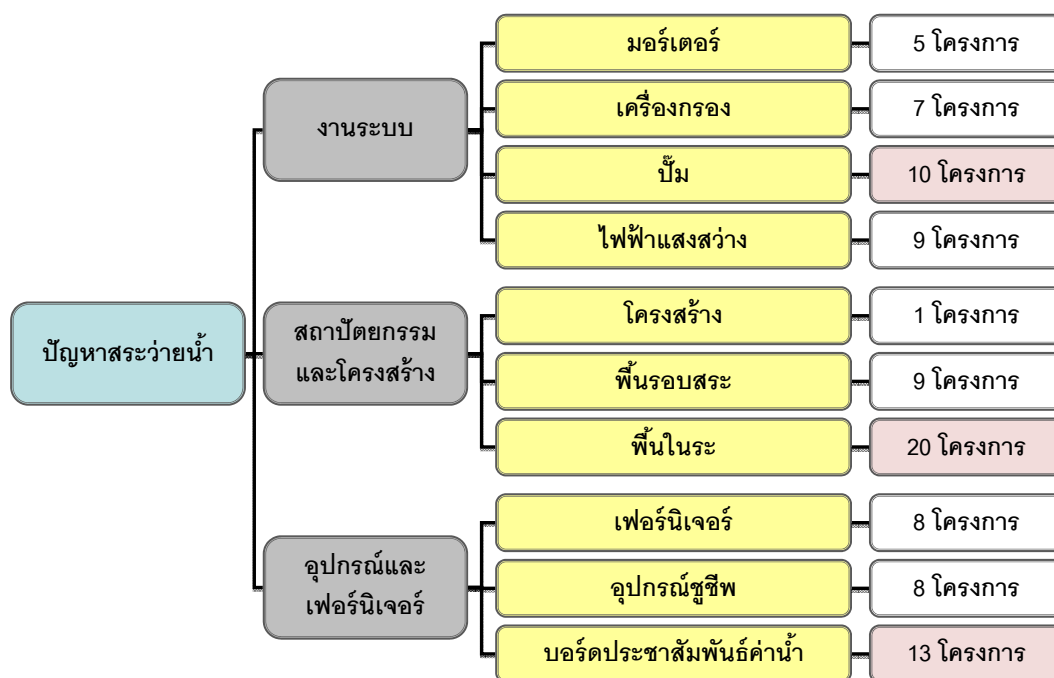 ปัญหาสระว่ายน้ำ
งานระบบ
มอร์เตอร์
5 โครงการ
เครื่องกรอง
7 โครงการ
ปั๊ม
10 โครงการ
ไฟฟ้าแสงสว่าง
9 โครงการ
สถาปัตยกรรม
และโครงสร้าง
โครงสร้าง
1 โครงการ
พื้นรอบสระ
9 โครงการ
พื้นในระ
20 โครงการ
อุปกรณ์และ
เฟอร์นิเจอร์
เฟอร์นิเจอร์
8 โครงการ
อุปกรณ์ชูชีพ
8 โครงการ
บอร์ดประชาสัมพันธ์ค่าน้ำ
13 โครงการ